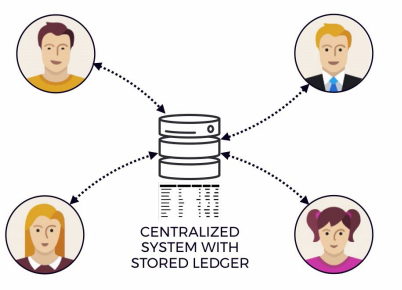 CENTRALIZED
SYSTEM WITH
STORED LEDGER